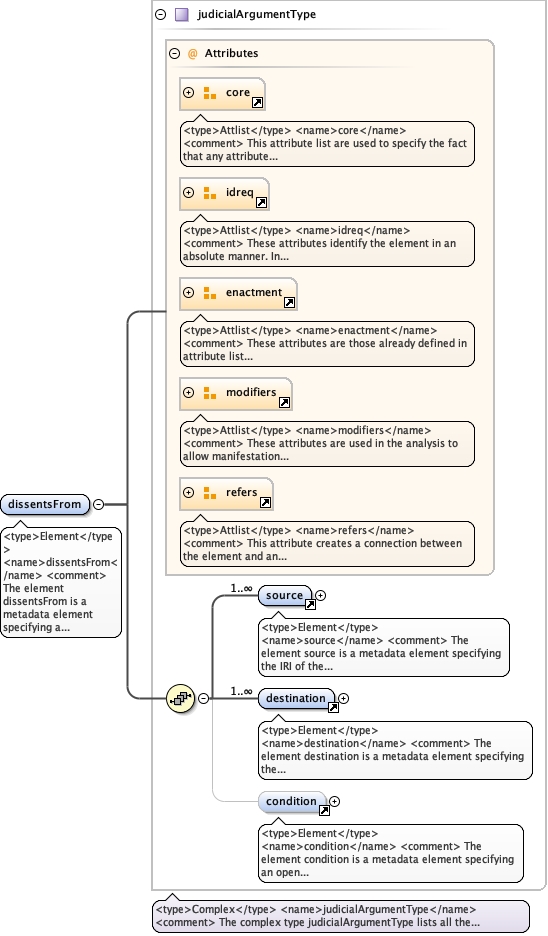 judicialArgumentType
@ Attributes
core
<type>Attlist</type> <name>core</name>
<comment> This attribute list are used to specify the fact
that any attribute...
idreq
<type>Attlist</type> <name>idreq</name>
<comment> These attributes identify the element in an
absolute manner. In...
enactment
<type>Attlist</type> <name>enactment</name>
<comment> These attributes are those already defined in
attribute list...
modifiers
<type>Attlist</type> <name>modifiers</name>
<comment> These attributes are used in the analysis to
allow manifestation...
refers
<type>Attlist</type> <name>refers</name>
<comment> This attribute creates a connection between
the element and an...
dissentsFrom
<type>Element</type
>
<name>dissentsFrom<
/name> <comment>
The element
dissentsFrom is a
metadata element
specifying a...
1..∞
source
<type>Element</type>
<name>source</name> <comment> The
element source is a metadata element specifying
the IRI of the...
1..∞
destination
<type>Element</type>
<name>destination</name> <comment> The
element destination is a metadata element specifying
the...
condition
<type>Element</type>
<name>condition</name> <comment> The
element condition is a metadata element specifying
an open...
<type>Complex</type> <name>judicialArgumentType</name>
<comment> The complex type judicialArgumentType lists all the...